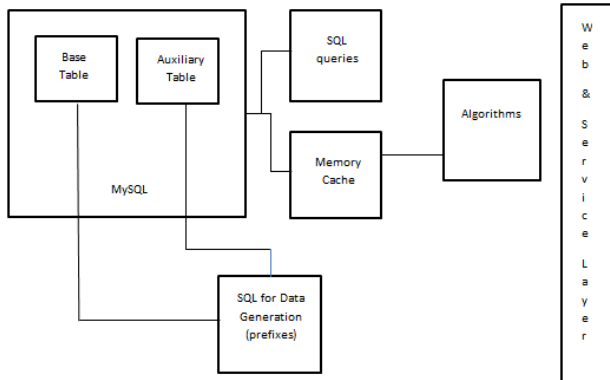 Base
Table
Auxiliary
Table
MySQL
SQL
queries
Memory
Cache
Algorithms
SQL for Data
Generation
(prefixes)
W
e
b
&
S
e
r
v
i
c
e
L
a
y
e
r